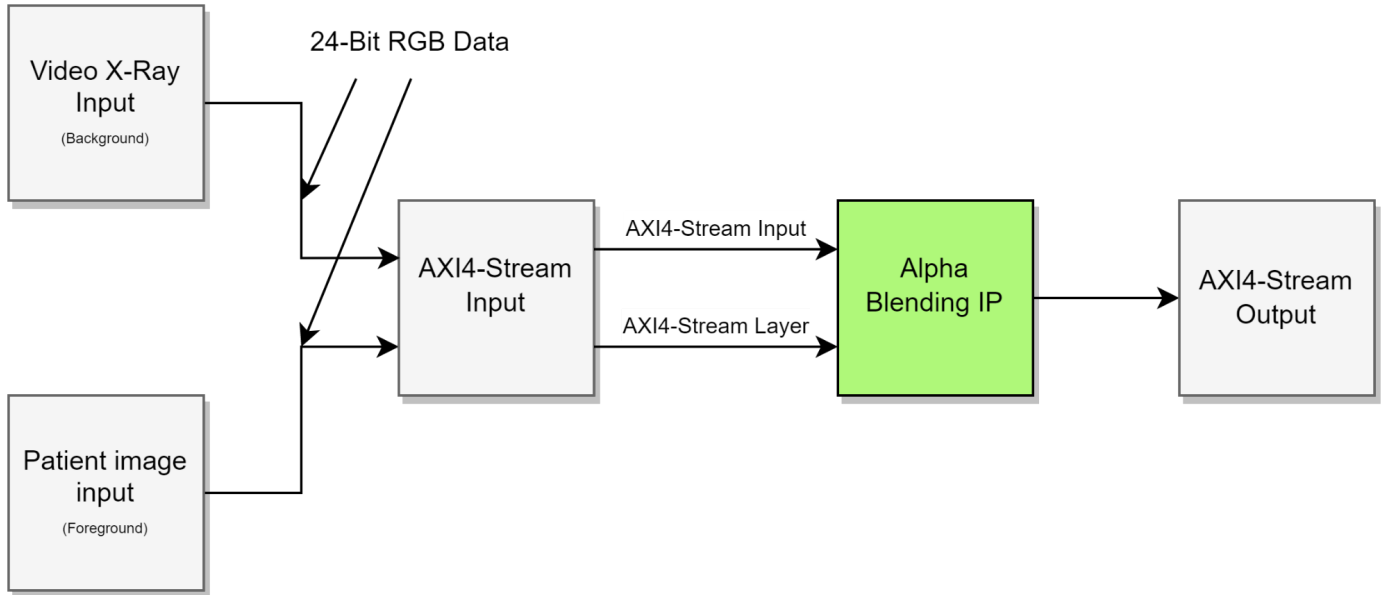 24-Bit RGB Data
Video X-Ray
Input
(Background)
AXI4-Stream
Input
AXI4-Stream Input
AXI4-Stream Layer
Alpha
Blending IP
AXI4-Stream
Output
Patient image
input
(Foreground)